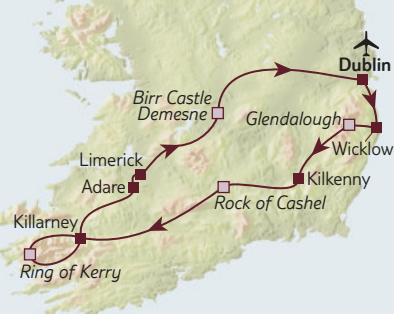 Dublin
Birr Castle
Demesne
Glendalough
Wicklow
Limerick
Adare
Kilkenny
Rock of Cashel
Killarney
Ring of Kerry